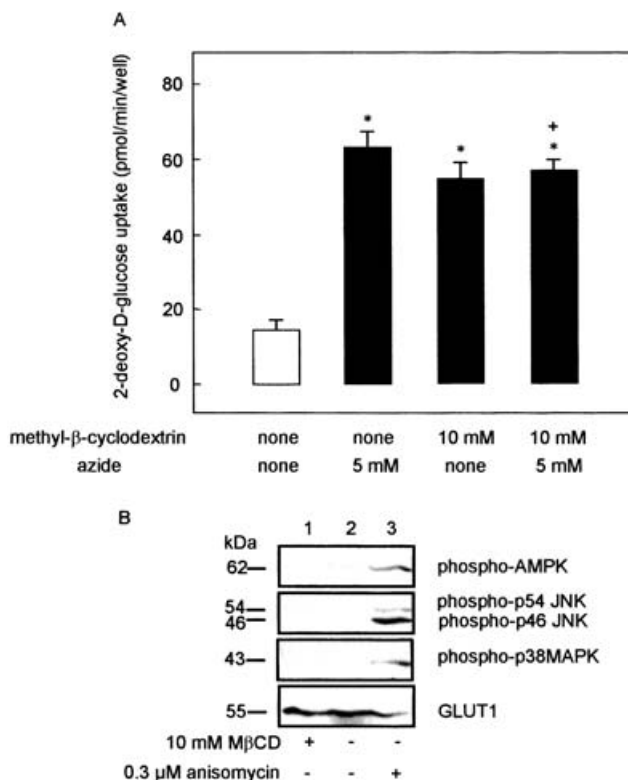 A
2-deoxy-D-glucose uptake (pmol/min/well)
80
60
40
20
0
*
*
+
*
methyl-β-cyclodextrin none none 10 mM 10 mM
azide none 5 mM none 5 mM
B
1 2 3
kDa
62 phospho-AMPK
54 phospho-p54 JNK
46 phospho-p46 JNK
43 phospho-p38MAPK
55 GLUT1
10 mM MβCD + - -
0.3 µM anisomycin - - +